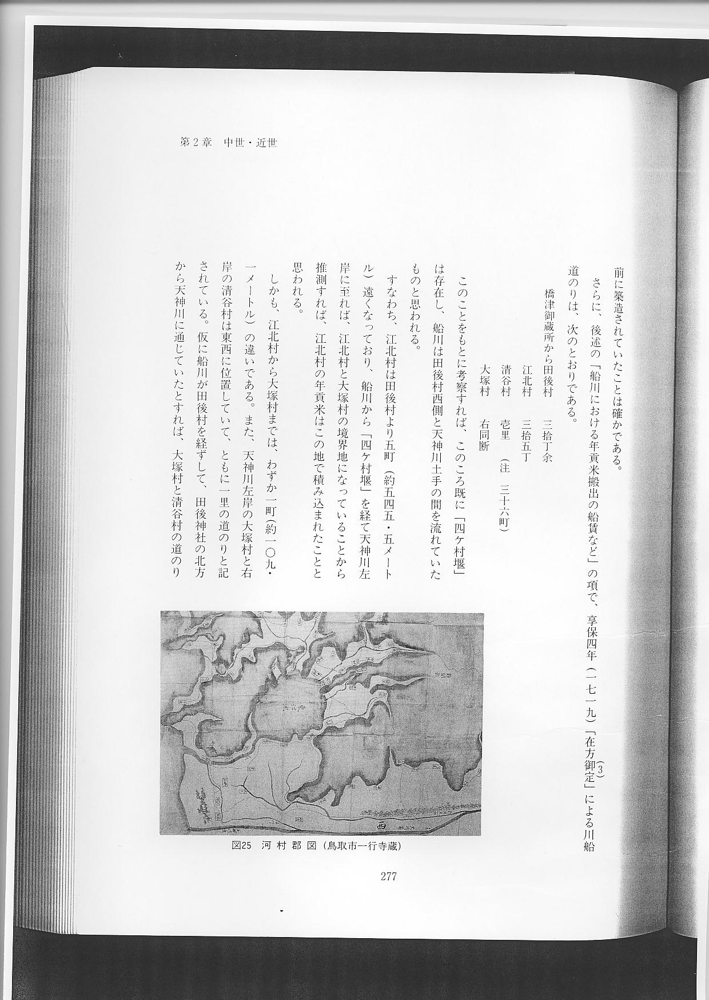 第2章　中世・近世
前に築造されていたことは確かである。
さらに、後述の「船川における年貢米搬出の船賃など」の項で、享保四年（一七一九）「在方御定」(3)による川船
道のりは、次のとおりである。
橋津御蔵所から田後村　三拾丁余
江北村　三拾五丁
清谷村　壱里　（注　三十六町）
大塚村　右同断
このことをもとに考察すれば、このころ既に「四ケ村堰」
は存在し、船川は田後村西側と天神川土手の間を流れていた
ものと思われる。
すなわち、江北村は田後村より五町（約五四五・五メート
ル）遠くなっており、船川から「四ケ村堰」を経て天神川左
岸に至れば、江北村と大塚村の境界地になっていることから
推測すれば、江北村の年貢米はこの地で積み込まれたことと
思われる。
しかも、江北村から大塚村までは、わずか一町（約一〇九・
一メートル）の違いである。また、天神川左岸の大塚村と右
岸の清谷村は東西に位置していて、ともに一里の道のりと記
されている。仮に船川が田後村を経ずして、田後神社の北方
から天神川に通じていたとすれば、大塚村と清谷村の道のり
西
図25　河村郡図（鳥取市一行寺蔵）
277